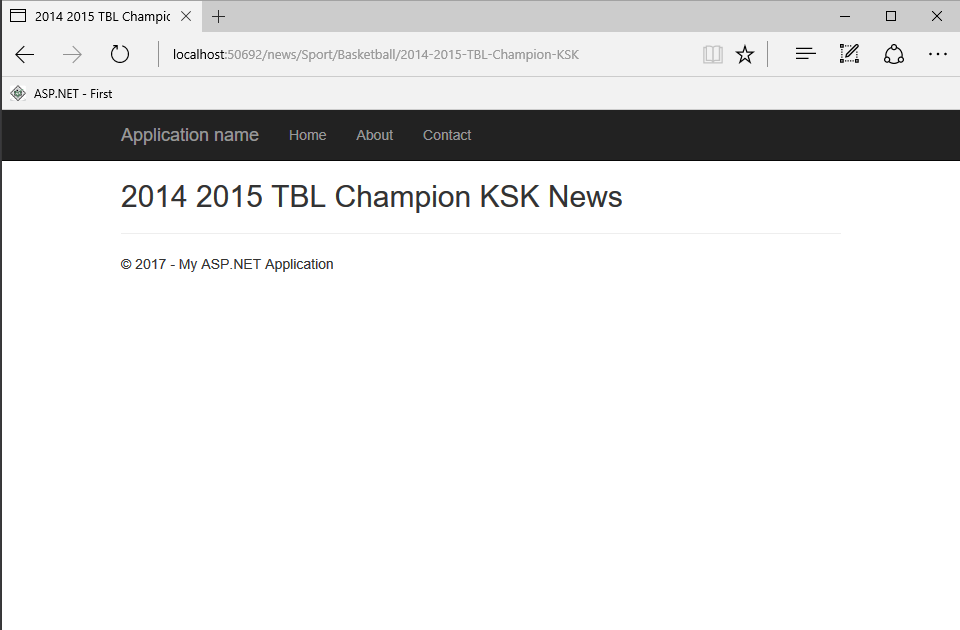 2014 2015 TBL Champic
localhost:50692/news/Sport/Basketball/2014-2015-TBL-Champion-KSK
ASP.NET - First
Application name Home About Contact
2014 2015 TBL Champion KSK News
© 2017 - My ASP.NET Application